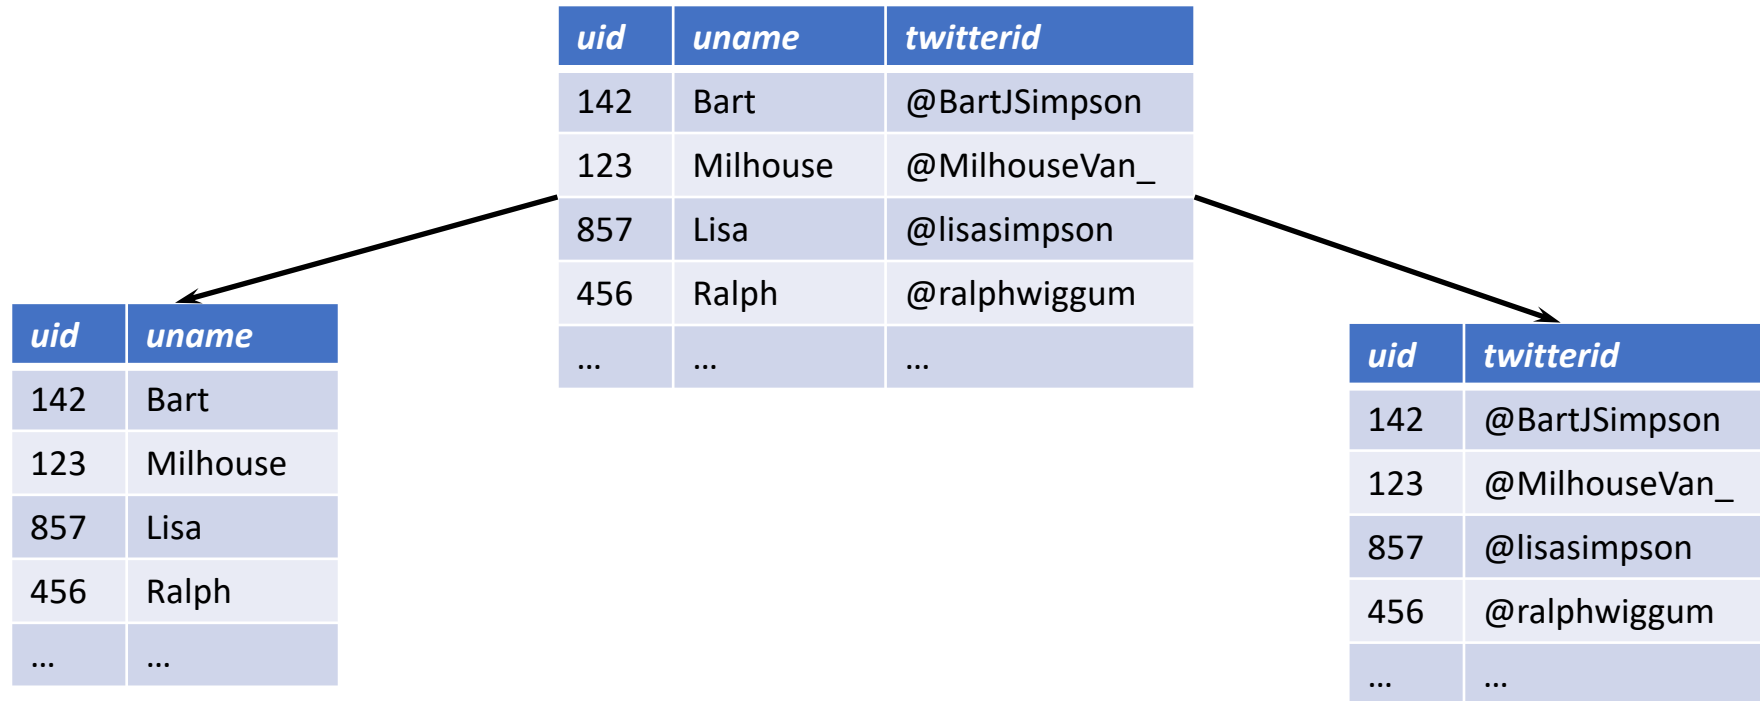 uid uname twitterid
142 Bart @BartJSimpson
123 Milhouse @MilhouseVan_
857 Lisa @lisasimpson
456 Ralph @ralphwiggum
... ... ...
uid uname
142 Bart
123 Milhouse
857 Lisa
456 Ralph
... ...
uid twitterid
142 @BartJSimpson
123 @MilhouseVan_
857 @lisasimpson
456 @ralphwiggum
... ...